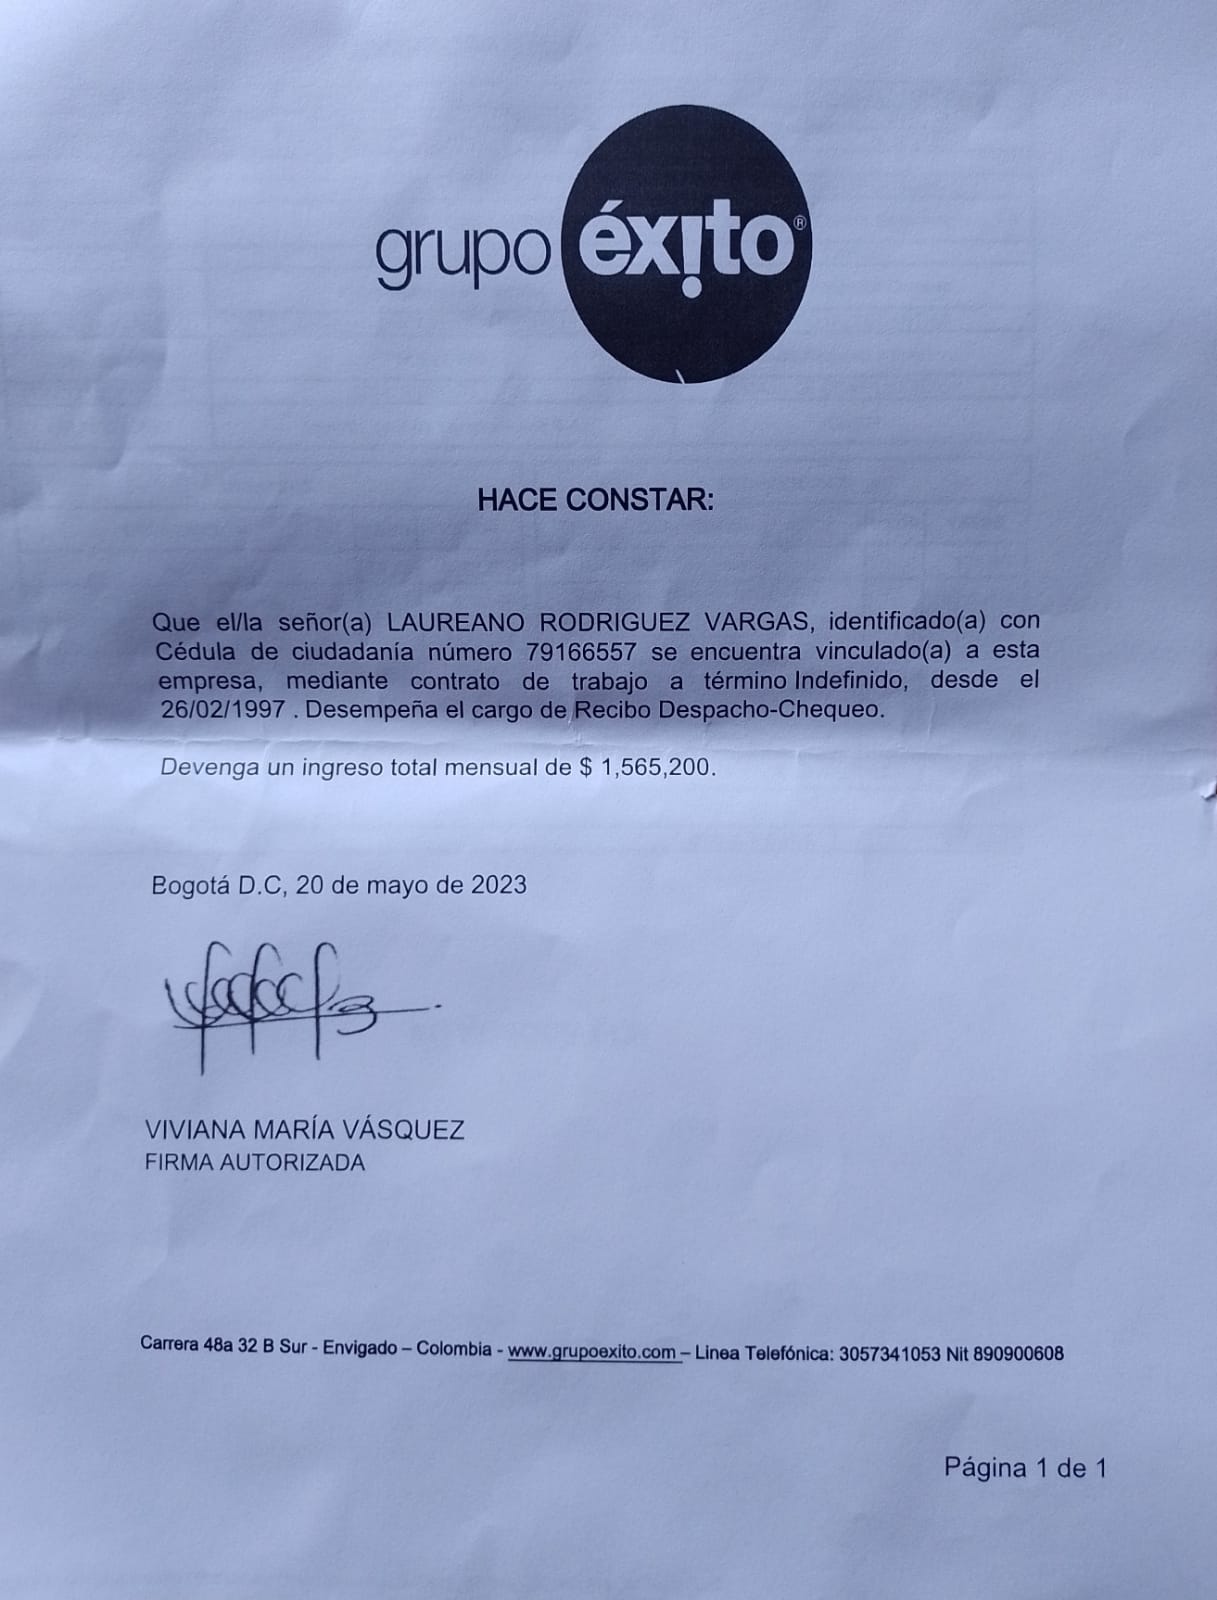 grupo éxito®
HACE CONSTAR:
Que el/la señor(a) LAUREANO RODRIGUEZ VARGAS, identificado(a) con
Cédula de ciudadanía número 79166557 se encuentra vinculado(a) a esta
empresa, mediante contrato de trabajo a término Indefinido, desde el
26/02/1997 . Desempeña el cargo de Recibo Despacho-Chequeo.
Devenga un ingreso total mensual de $ 1,565,200.
Bogotá D.C, 20 de mayo de 2023
VIVIANA MARÍA VÁSQUEZ
FIRMA AUTORIZADA
Carrera 48a 32 B Sur - Envigado – Colombia - www.grupoexito.com – Linea Telefónica: 3057341053 Nit 890900608
Página 1 de 1